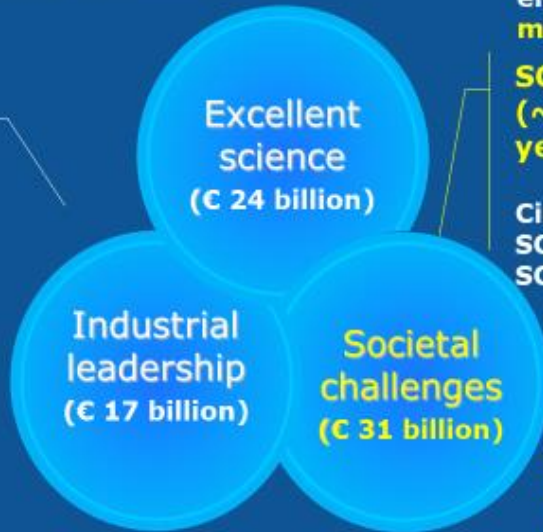 Excellent
science
(€ 24 billion)
Industrial
leadership
(€ 17 billion)
Societal
challenges
(€ 31 billion)
(~